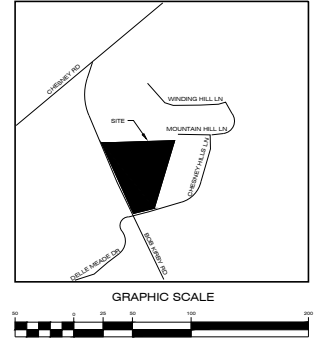 CHESNEY RD
WINDING HILL LN
SITE
MOUNTAIN HILL LN
CHESNEY HILLS LN
BOB KIRBY RD
DELLE MEADE DR
GRAPHIC SCALE
50 0 25 50 100 200